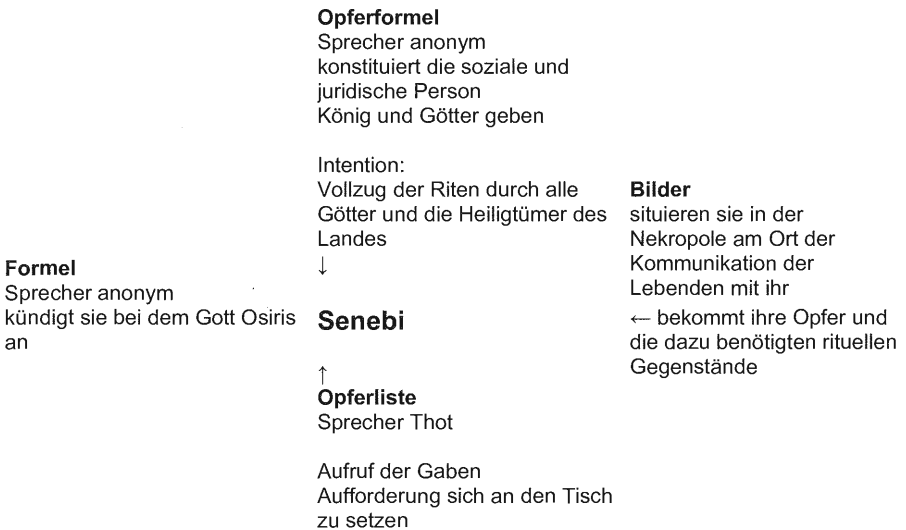 Opferformel
Sprecher anonym
konstituiert die soziale und
juridische Person
König und Götter geben
Intention:
Vollzug der Riten durch alle
Götter und die Heiligtümer des
Landes
↓
Formel
Sprecher anonym
kündigt sie bei dem Gott Osiris
an
Senebi
Bilder
situieren sie in der
Nekropole am Ort der
Kommunikation der
Lebenden mit ihr
← bekommt ihre Opfer und
die dazu benötigten rituellen
Gegenstände
↑
Opferliste
Sprecher Thot
Aufruf der Gaben
Aufforderung sich an den Tisch
zu setzen